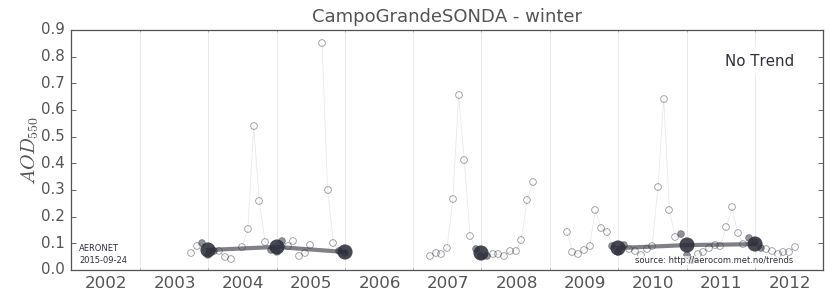 CampoGrandeSONDA - winter
No Trend
0.9
0.8
0.7
0.6
0.5
0.4
0.3
0.2
0.1
0.0
AOD550
AERONET
2015-09-24
source: http://aerocom.met.no/trends
2002 2003 2004 2005 2006 2007 2008 2009 2010 2011 2012